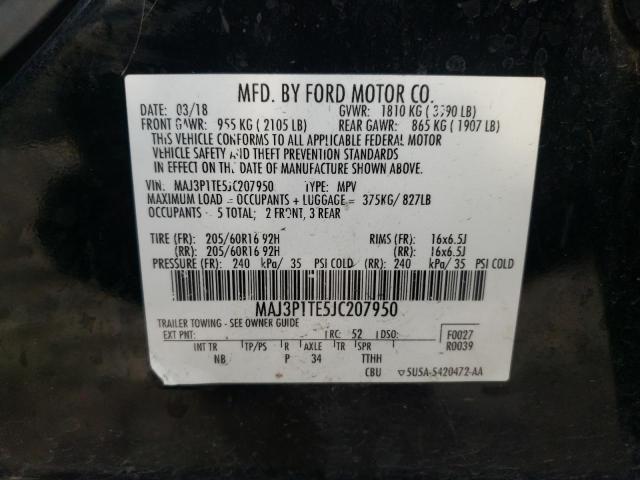 MFD. BY FORD MOTOR CO.
DATE: 03/18 GVWR: 1810 KG ( 3990 LB)
FRONT GAWR: 955 KG ( 2105 LB) REAR GAWR: 865 KG ( 1907 LB)
THIS VEHICLE CONFORMS TO ALL APPLICABLE FEDERAL MOTOR
VEHICLE SAFETY AND THEFT PREVENTION STANDARDS
IN EFFECT ON THE DATE OF MANUFACTURE SHOWN ABOVE.
VIN: MAJ3P1TE5JC207950 TYPE: MPV
MAXIMUM LOAD = OCCUPANTS + LUGGAGE = 375KG/ 827LB
OCCUPANTS - 5 TOTAL; 2 FRONT, 3 REAR
TIRE (FR): 205/60R16 92H RIMS (FR): 16x6.5J
(RR): 205/60R16 92H (RR): 16x6.5J
PRESSURE (FR): 240 kPa/ 35 PSI COLD (RR): 240 kPa/ 35 PSI COLD
MAJ3P1TE5JC207950
TRAILER TOWING - SEE OWNER GUIDE
EXT PNT: RC: 52 DSO: F0027
INT TR TP/PS R AXLE TR SPR R0039
NB P 34 TTHH
CBU ▽5U5A-5420472-AA